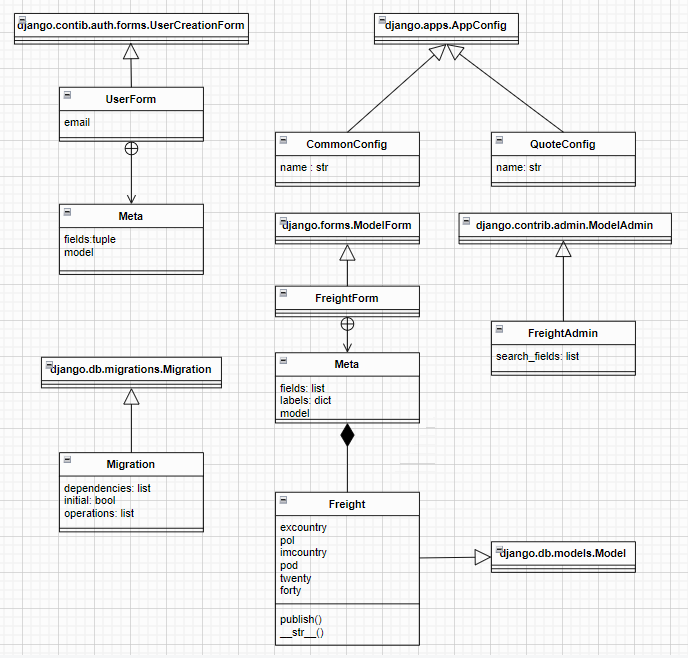 django.contib.auth.forms.UserCreationForm
django.apps.AppConfig
UserForm
email
CommonConfig
name : str
QuoteConfig
name: str
Meta
fields:tuple
model
django.forms.ModelForm
django.contrib.admin.ModelAdmin
FreightForm
FreightAdmin
search_fields: list
django.db.migrations.Migration
Meta
fields: list
labels: dict
model
Migration
dependencies: list
initial: bool
operations: list
Freight
excountry
pol
imcountry
pod
twenty
forty
publish()
__str__()
django.db.models.Model